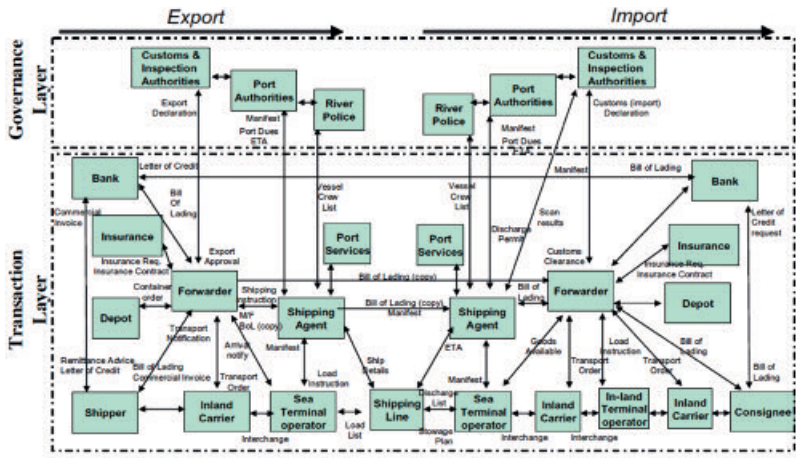 Export
Import
Governance
Layer
Transaction
Layer
Customs &
Inspection
Authorities
Port
Authorities
River
Police
Export
Declaration
Manifest
Port Dues
ETA
River
Police
Port
Authorities
Customs &
Inspection
Authorities
Manifest
Port Dues
Customs (import)
Declaration
Bank
Letter of Credit
Manifest
Bill of Lading
Bank
Bill
Of
Lading
Commercial
Invoice
Vessel
Crew
List
Vessel
Crew
List
Scan
results
Discharge
Permit
Letter of
Credit
request
Insurance
Insurance Req.
Insurance Contract
Export
Approval
Port
Services
Port
Services
Customs
Clearance
Insurance
Insurance Req.
Insurance Contract
Container
order
Forwarder
Bill of Lading (copy)
Forwarder
Depot
Shipping
Instruction
M/F
BoL (copy)
Shipping
Agent
Bill of Lading (copy)
Manifest
Shipping
Agent
Bill of
Lading
Depot
Transport
Notification
Arrival
notify
Manifest
Ship
Details
ETA
Goods
Available
Load
Instruction
Bill of
Lading
Remittance Advice
Letter of Credit
Bill of Lading
Commercial Invoice
Transport
Order
Load
Instruction
Manifest
Transport
Order
Transport
Order
Bill of
Lading
Shipper
Inland
Carrier
Interchange
Sea
Terminal
operator
Load
List
Shipping
Line
Discharge
List
Stowage
Plan
Sea
Terminal
operator
Interchange
Inland
Carrier
Interchange
In-land
Terminal
operator
Inland
Carrier
Consignee